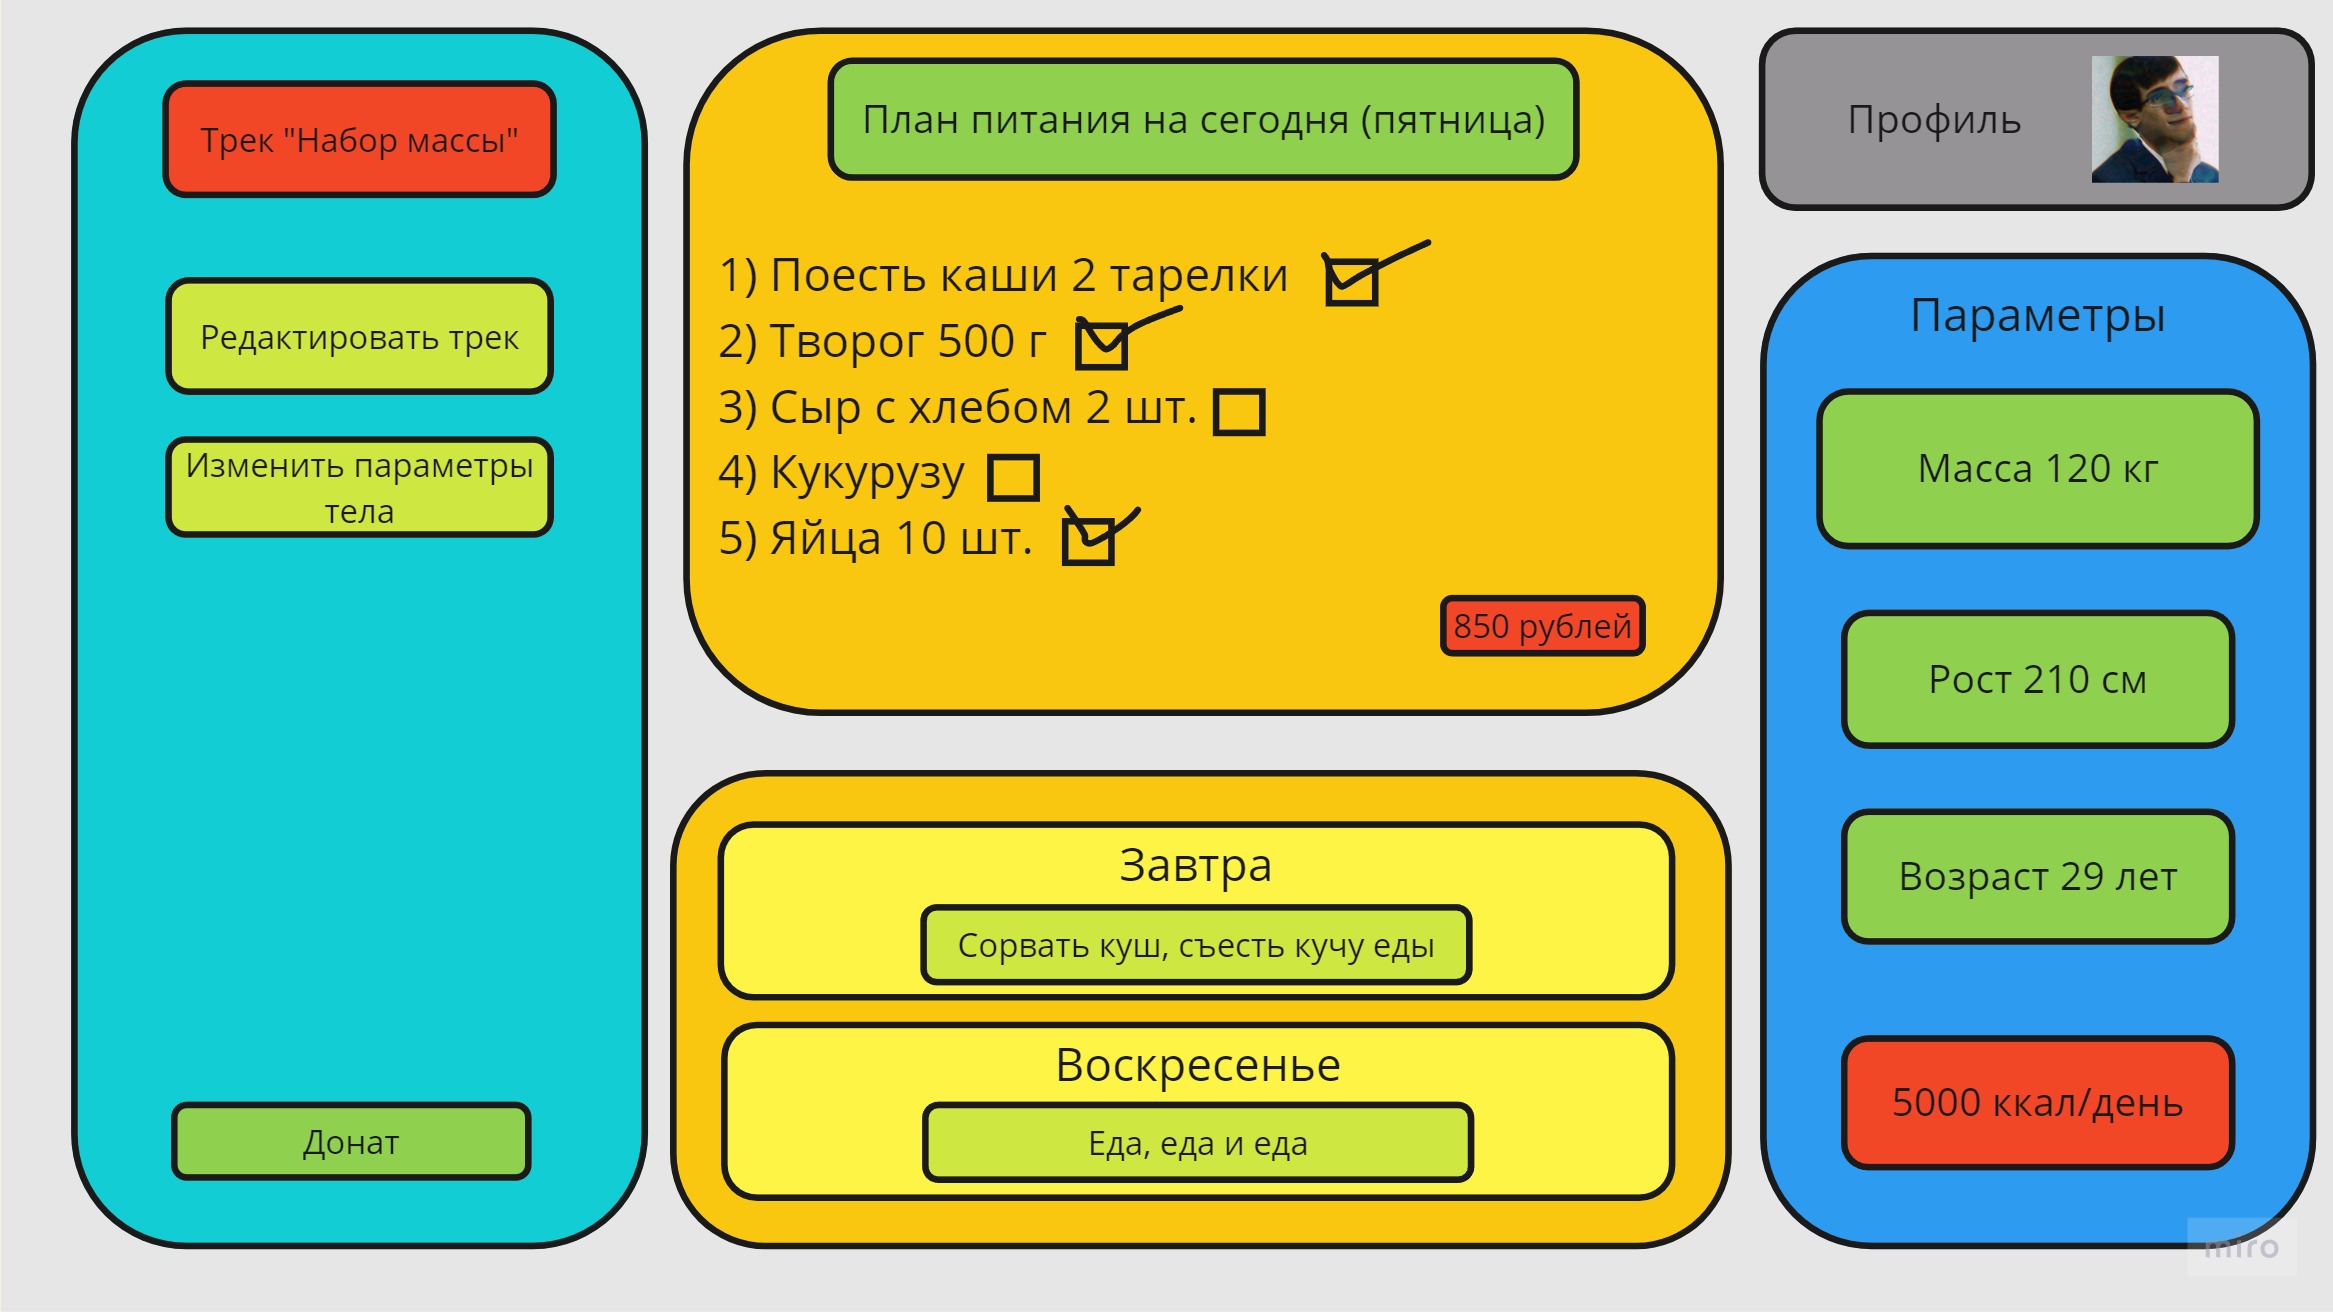 Трек "Набор массы"
Редактировать трек
Изменить параметры
тела
Донат
План питания на сегодня (пятница)
1) Поесть каши 2 тарелки
2) Творог 500 г
3) Сыр с хлебом 2 шт.
4) Кукурузу
5) Яйца 10 шт.
850 рублей
Завтра
Сорвать куш, съесть кучу еды
Воскресенье
Еда, еда и еда
Профиль
Параметры
Масса 120 кг
Рост 210 см
Возраст 29 лет
5000 ккал/день
miro